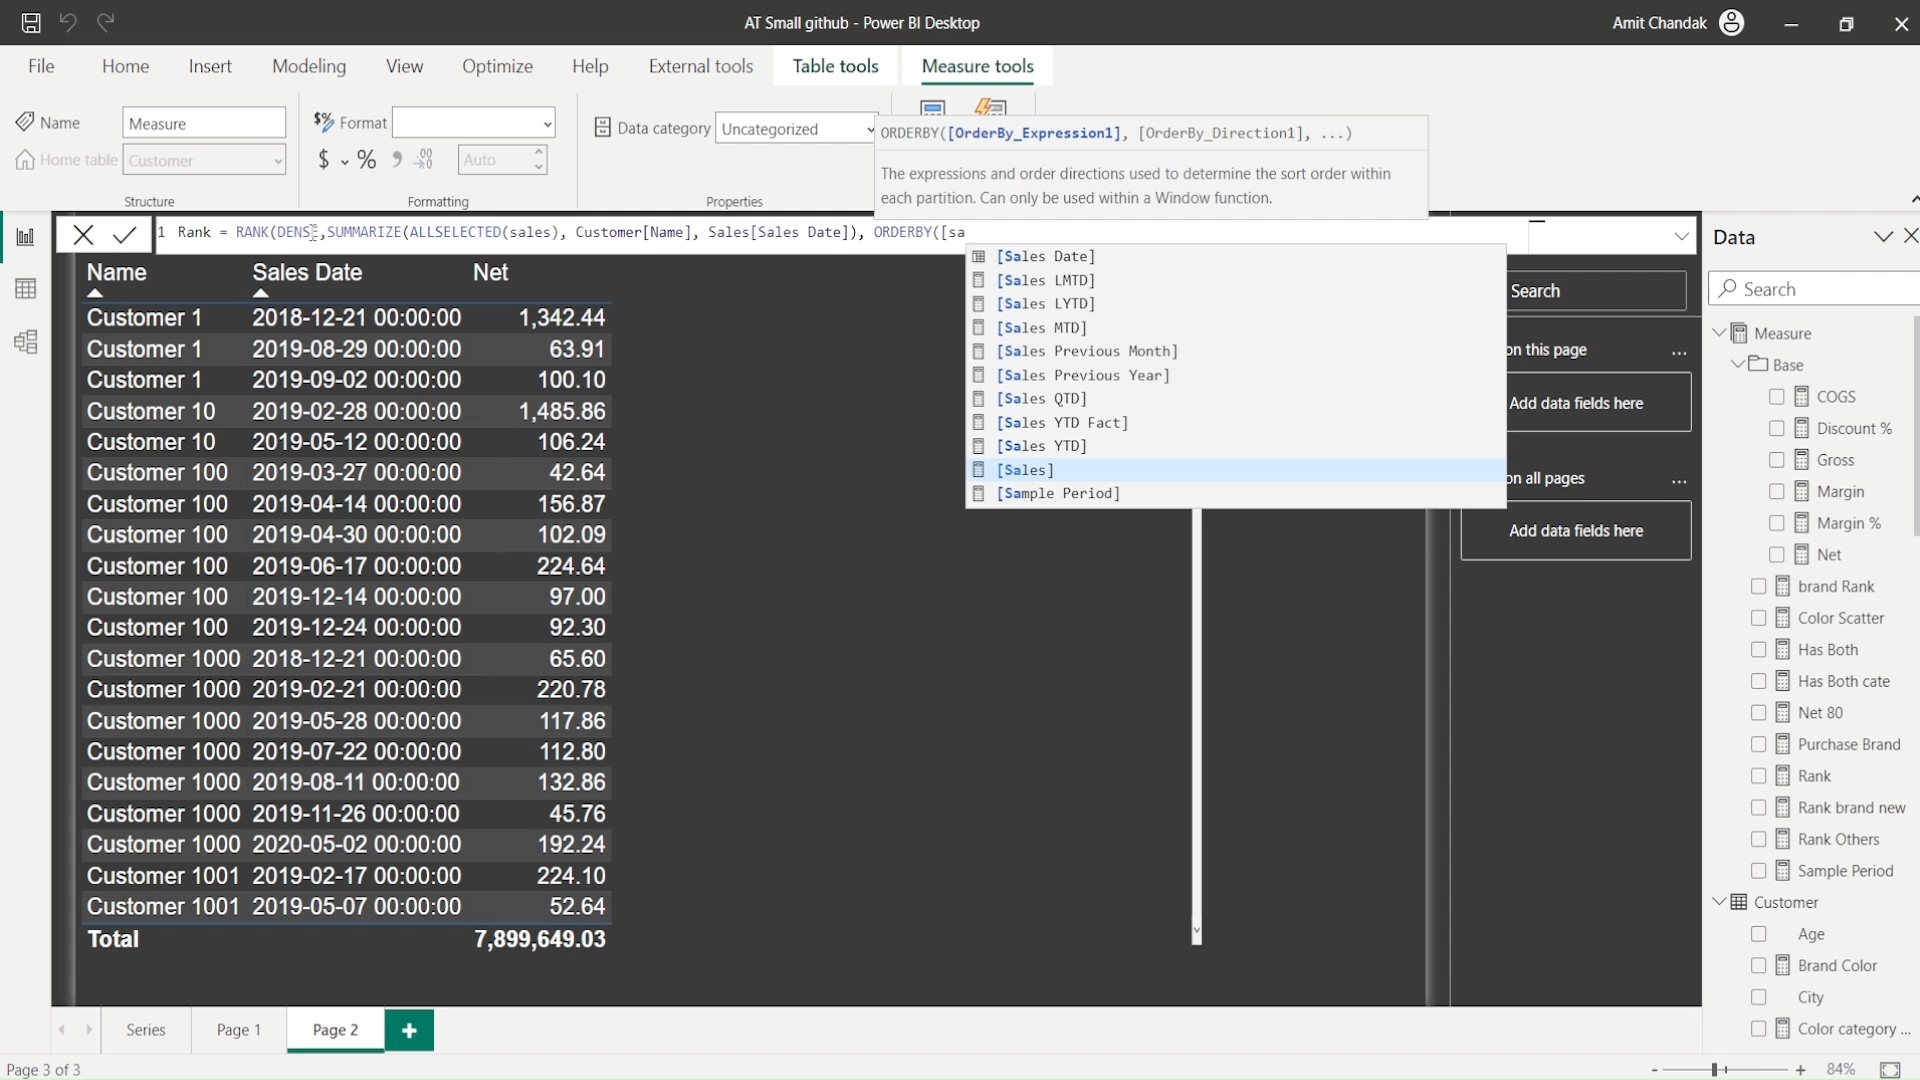 AT Small github - Power BI Desktop
Amit Chandak
File Home Insert Modeling View Optimize Help External tools Table tools Measure tools
Name Measure
Home table Customer
Structure
$% Format
$ % 9 .00
Auto
Formatting
Data category Uncategorized
Properties
ORDERBY([OrderBy_Expression1], [OrderBy_Direction1], ...)
The expressions and order directions used to determine the sort order within
each partition. Can only be used within a Window function.
1 Rank = RANK(DENSE,SUMMARIZE(ALLSELECTED(sales), Customer[Name], Sales[Sales Date]), ORDERBY([sa
[Sales Date]
[Sales LMTD]
[Sales LYTD]
[Sales MTD]
[Sales Previous Month]
[Sales Previous Year]
[Sales QTD]
[Sales YTD Fact]
[Sales YTD]
[Sales]
[Sample Period]
Name Sales Date Net
Customer 1 2018-12-21 00:00:00 1,342.44
Customer 1 2019-08-29 00:00:00 63.91
Customer 1 2019-09-02 00:00:00 100.10
Customer 10 2019-02-28 00:00:00 1,485.86
Customer 10 2019-05-12 00:00:00 106.24
Customer 100 2019-03-27 00:00:00 42.64
Customer 100 2019-04-14 00:00:00 156.87
Customer 100 2019-04-30 00:00:00 102.09
Customer 100 2019-06-17 00:00:00 224.64
Customer 100 2019-12-14 00:00:00 97.00
Customer 100 2019-12-24 00:00:00 92.30
Customer 1000 2018-12-21 00:00:00 65.60
Customer 1000 2019-02-21 00:00:00 220.78
Customer 1000 2019-05-28 00:00:00 117.86
Customer 1000 2019-07-22 00:00:00 112.80
Customer 1000 2019-08-11 00:00:00 132.86
Customer 1000 2019-11-26 00:00:00 45.76
Customer 1000 2020-05-02 00:00:00 192.24
Customer 1001 2019-02-17 00:00:00 224.10
Customer 1001 2019-05-07 00:00:00 52.64
Total 7,899,649.03
Search
on this page ...
Add data fields here
on all pages ...
Add data fields here
Data
Search
Measure
Base
COGS
Discount %
Gross
Margin
Margin %
Net
brand Rank
Color Scatter
Has Both
Has Both cate
Net 80
Purchase Brand
Rank
Rank brand new
Rank Others
Sample Period
Customer
Age
Brand Color
City
Color category ...
Series Page 1 Page 2 +
Page 3 of 3
- + 84%